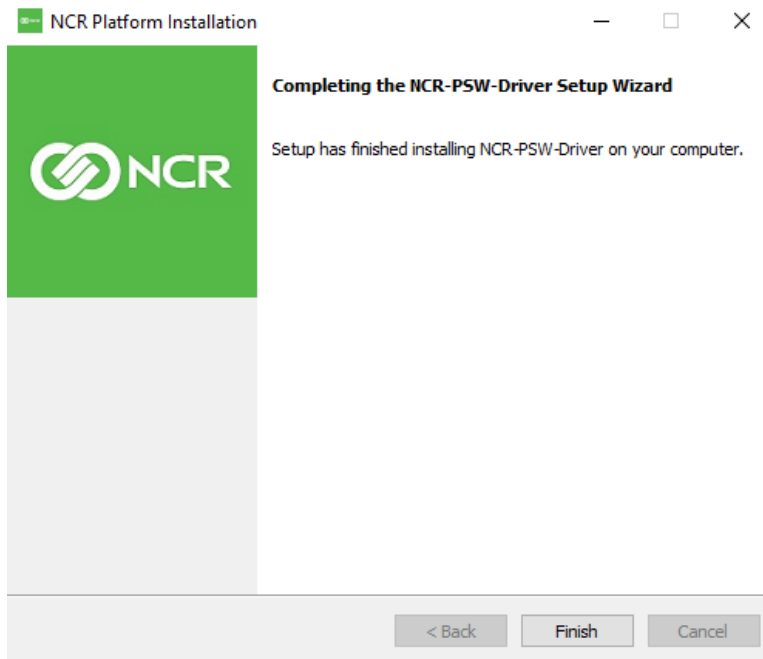 NCR Platform Installation
Completing the NCR-PSW-Driver Setup Wizard
Setup has finished installing NCR-PSW-Driver on your computer.
NCR
< Back
Finish
Cancel